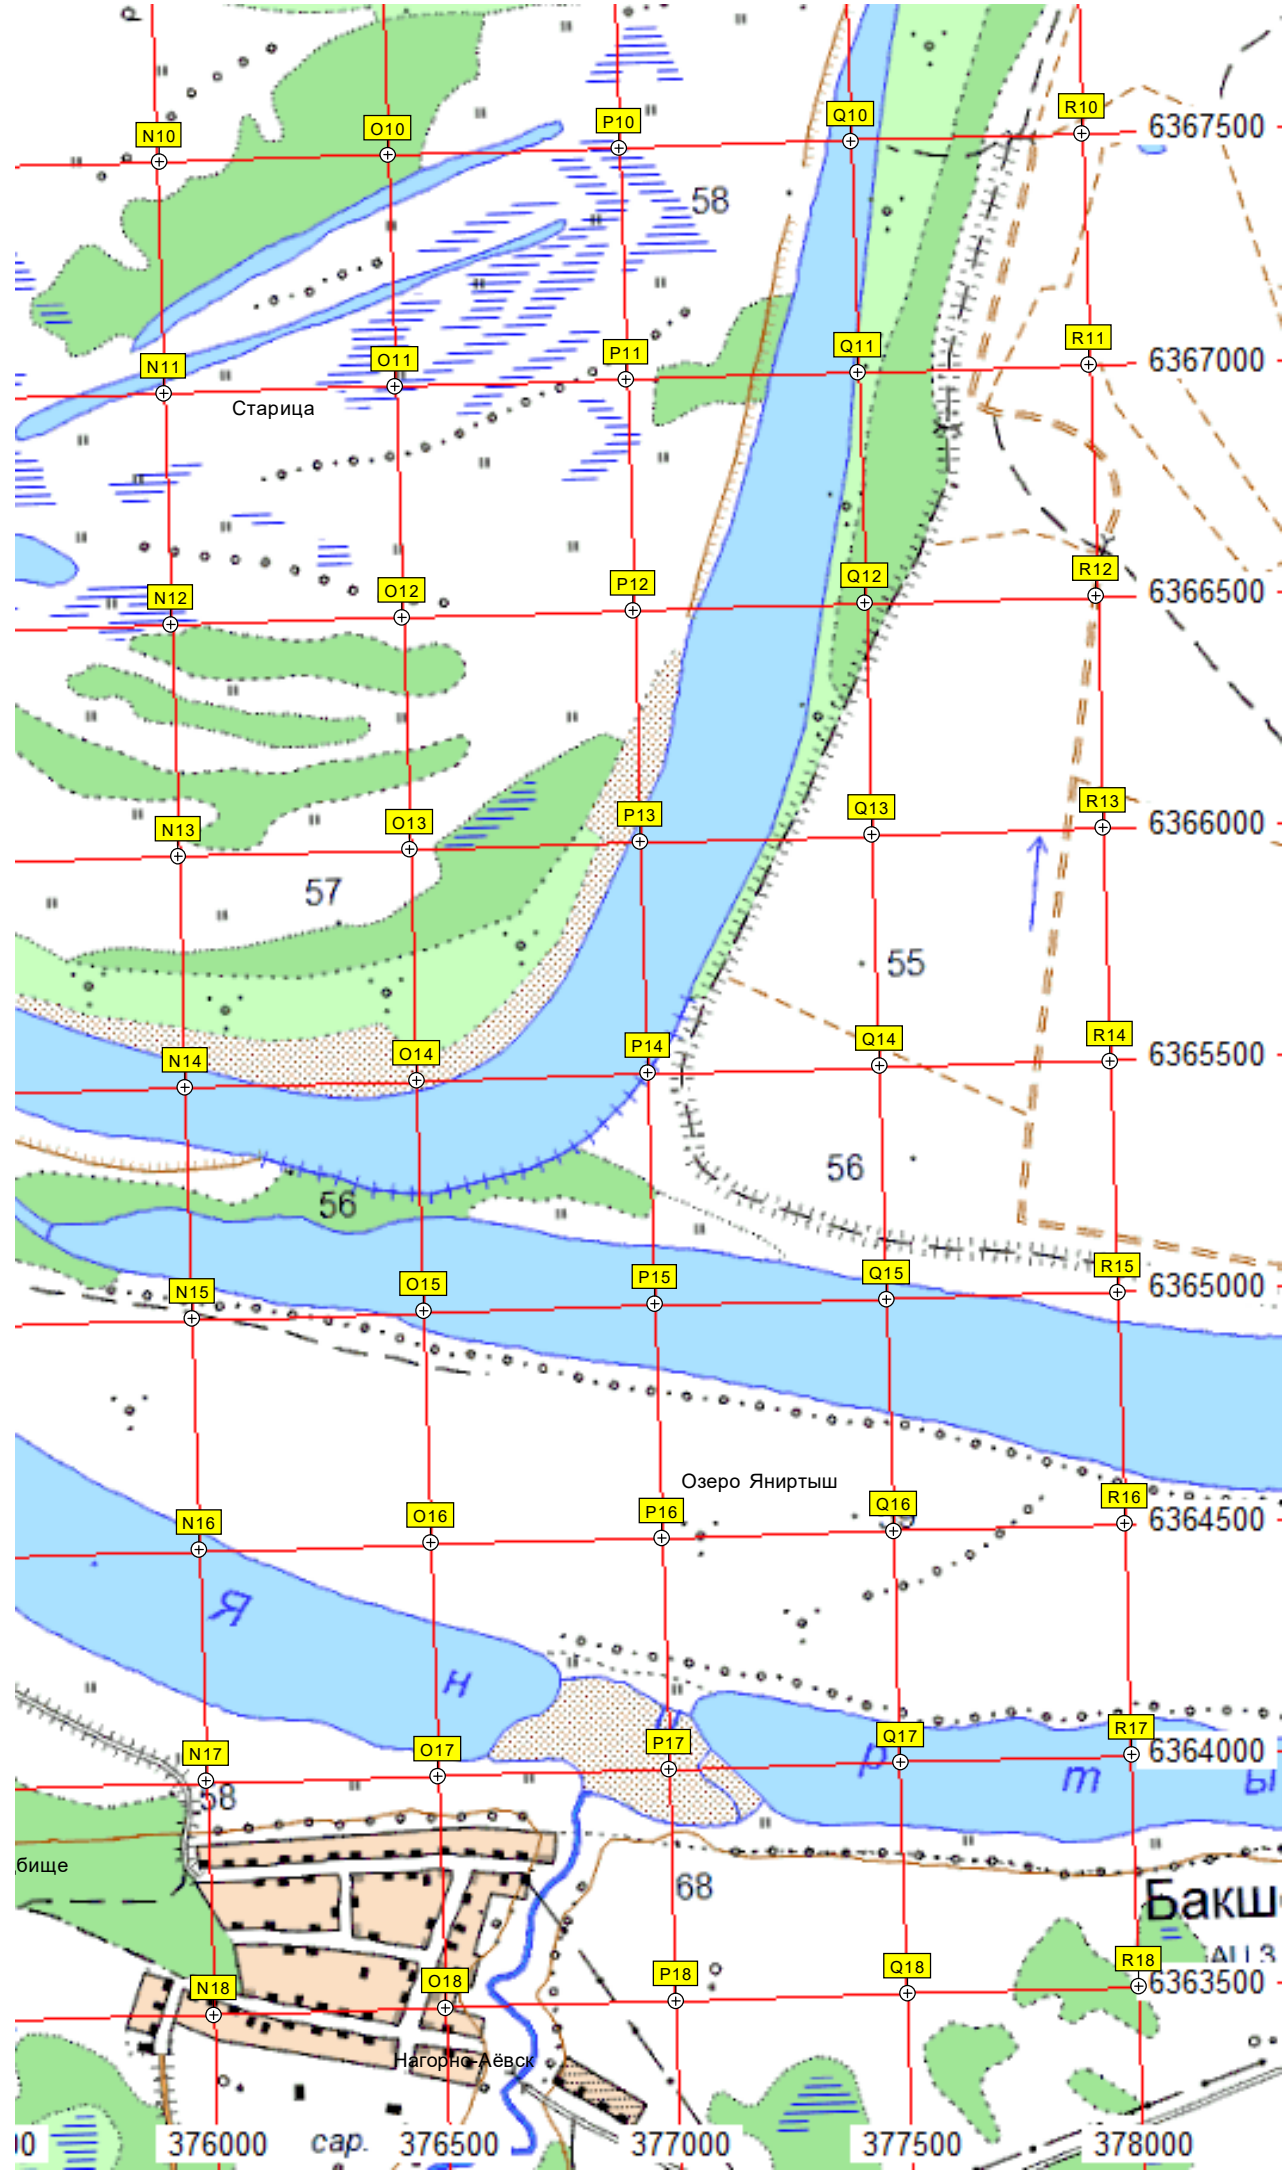 N10 O10 P10 Q10 R10 6367500
58
N11 O11 P11 Q11 R11 6367000
Старица
N12 O12 P12 Q12 R12 6366500
N13 O13 P13 Q13 R13 6366000
57
55
N14 O14 P14 Q14 R14 6365500
56
56
N15 O15 P15 Q15 R15 6365000
Озеро Яниртыш
N16 O16 P16 Q16 R16 6364500
Я
н
N17 O17 P17 Q17 R17 6364000
р т ы
58
бище
68
Бакш
N18 O18 P18 Q18 R18 6363500
Нагорно-Аёвск
00 376000 сар. 376500 377000 377500 378000